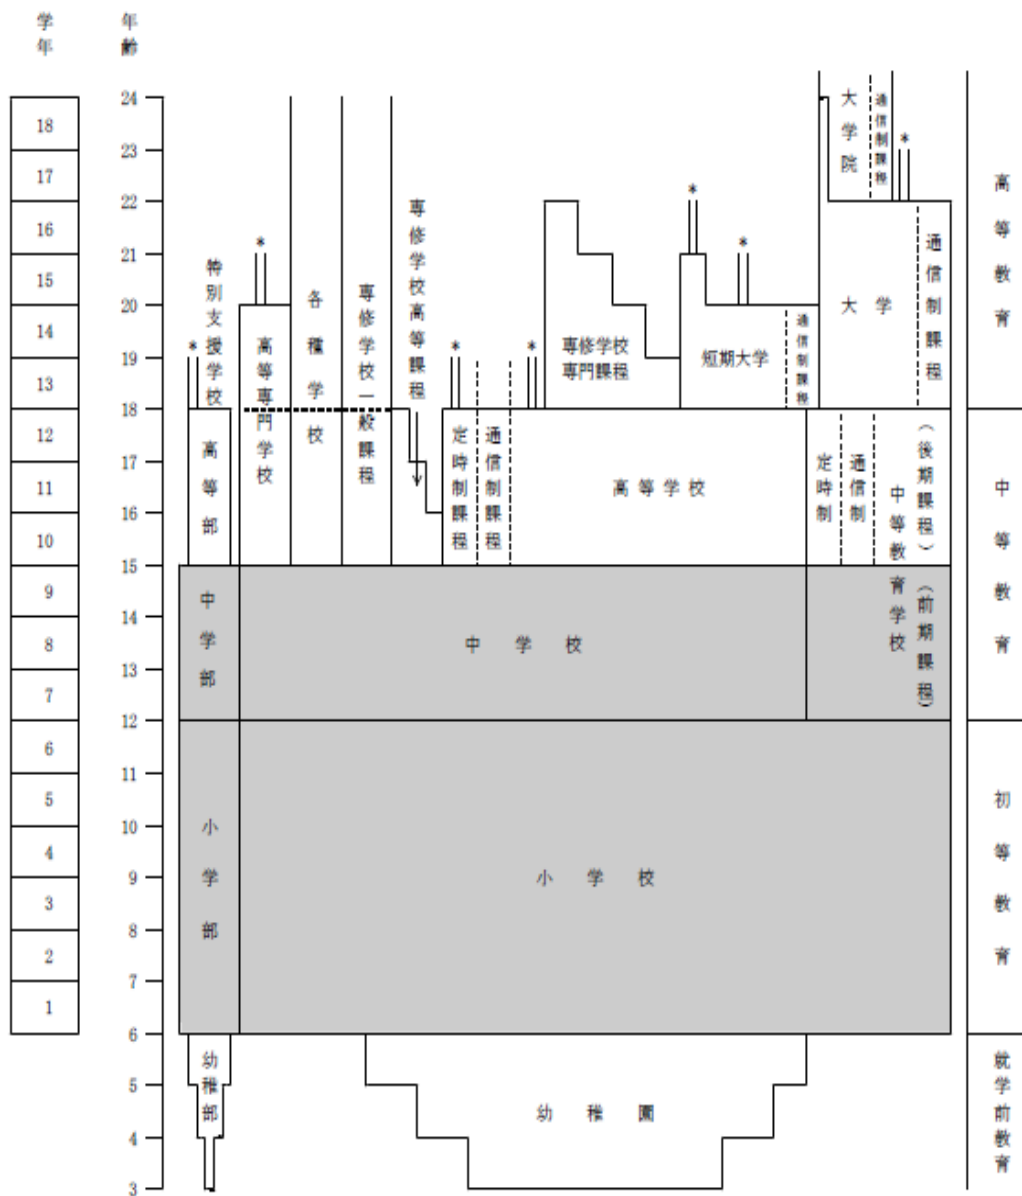 学年
年齢
18
17
16
15
14
13
12
11
10
9
8
7
6
5
4
3
2
1
24
23
22
21
20
19
18
17
16
15
14
13
12
11
10
9
8
7
6
5
4
3
特別支援学校
*
高等部
中学部
小学部
幼稚部
*
高等専門学校
各種学校
専修学校一般課程
専修学校高等課程
*
定時制課程
通信制課程
*
専修学校
専門課程
高等学校
*
*
短期大学
通信制課程
大学院
通信制課程
*
大学
通信制課程
定時制
通信制
中等教育学校
(後期課程)
(前期課程)
中学校
小学校
幼稚園
高等教育
中等教育
初等教育
就学前教育